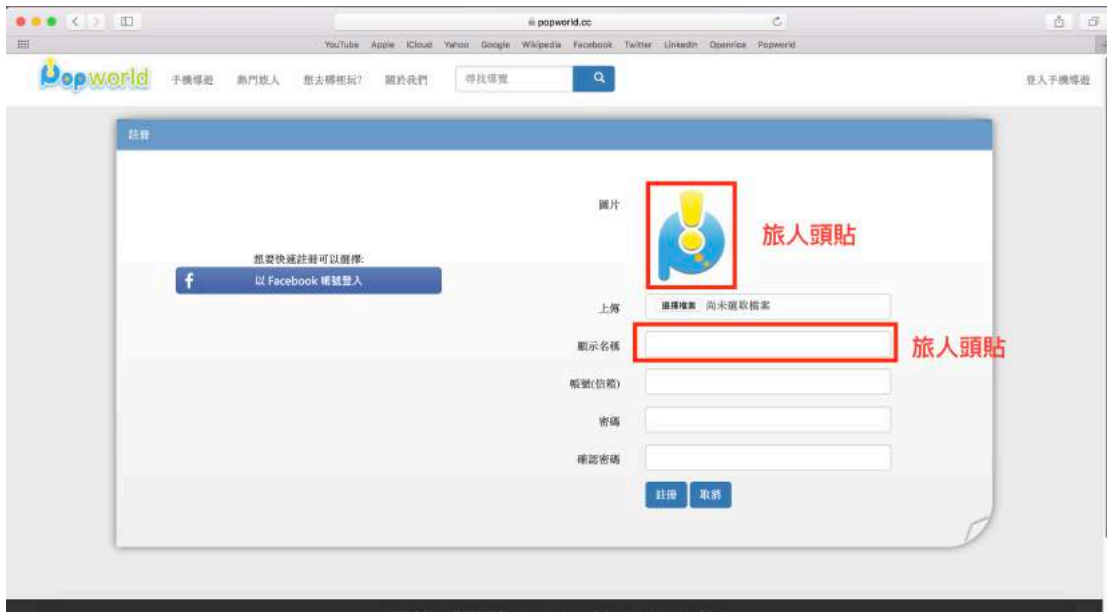 popworld.cc
YouTube Apple iCloud Yahoo Google Wikipedia Facebook Twitter LinkedIn Openrice Popworld
Popworld 手機導遊 熱門旅人 想去哪裡玩? 關於我們 尋找導覽 登入手機導遊
註冊
圖片
旅人頭貼
想要快速註冊可以選擇:
f 以 Facebook 帳號登入
上傳 選擇檔案 尚未選取檔案
顯示名稱 旅人頭貼
帳號(信箱)
密碼
確認密碼
註冊 取消